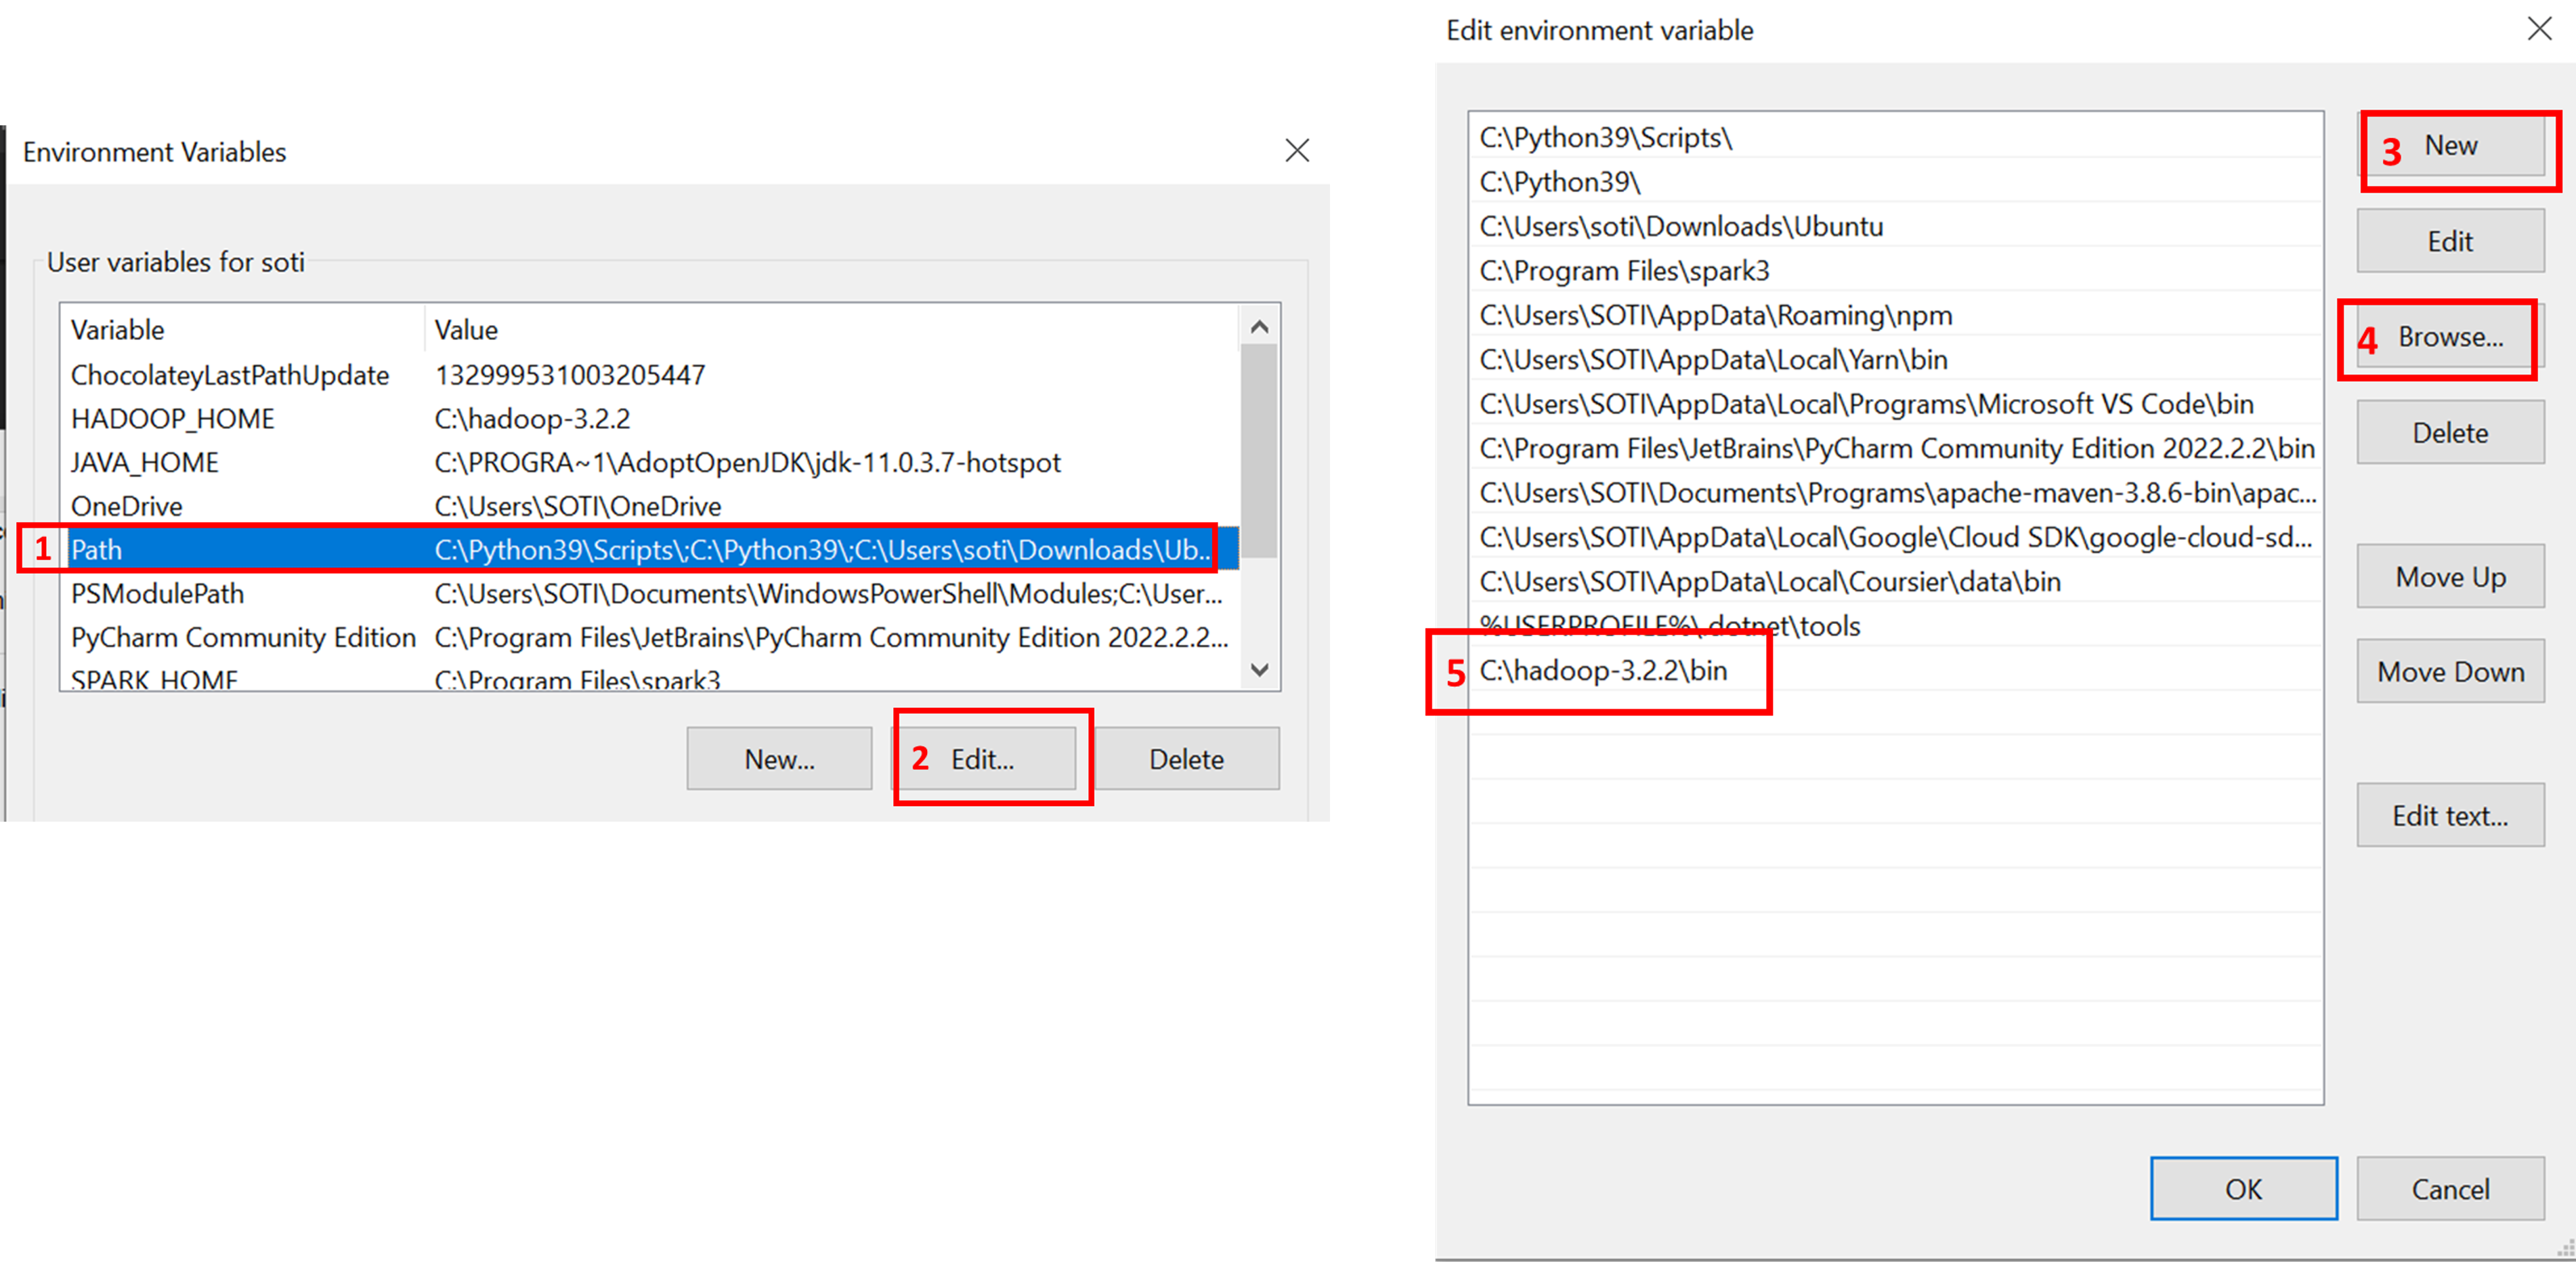 Environment Variables
User variables for soti
Variable Value
ChocolateyLastPathUpdate 132999531003205447
HADOOP_HOME C:\hadoop-3.2.2
JAVA_HOME C:\PROGRA~1\AdoptOpenJDK\jdk-11.0.3.7-hotspot
OneDrive C:\Users\SOTI\OneDrive
1 Path C:\Python39\Scripts\;C:\Python39\;C:\Users\soti\Downloads\Ub...
PSModulePath C:\Users\SOTI\Documents\WindowsPowerShell\Modules;C:\User...
PyCharm Community Edition C:\Program Files\JetBrains\PyCharm Community Edition 2022.2.2...
SPARK_HOME C:\Program Files\spark3
New... 2 Edit... Delete
Edit environment variable
C:\Python39\Scripts\
C:\Python39\
C:\Users\soti\Downloads\Ubuntu
C:\Program Files\spark3
C:\Users\SOTI\AppData\Roaming\npm
C:\Users\SOTI\AppData\Local\Yarn\bin
C:\Users\SOTI\AppData\Local\Programs\Microsoft VS Code\bin
C:\Program Files\JetBrains\PyCharm Community Edition 2022.2.2\bin
C:\Users\SOTI\Documents\Programs\apache-maven-3.8.6-bin\apac...
C:\Users\SOTI\AppData\Local\Google\Cloud SDK\google-cloud-sd...
C:\Users\SOTI\AppData\Local\Coursier\data\bin
%USERPROFILE%\.dotnet\tools
5 C:\hadoop-3.2.2\bin
3 New
Edit
4 Browse...
Delete
Move Up
Move Down
Edit text...
OK Cancel